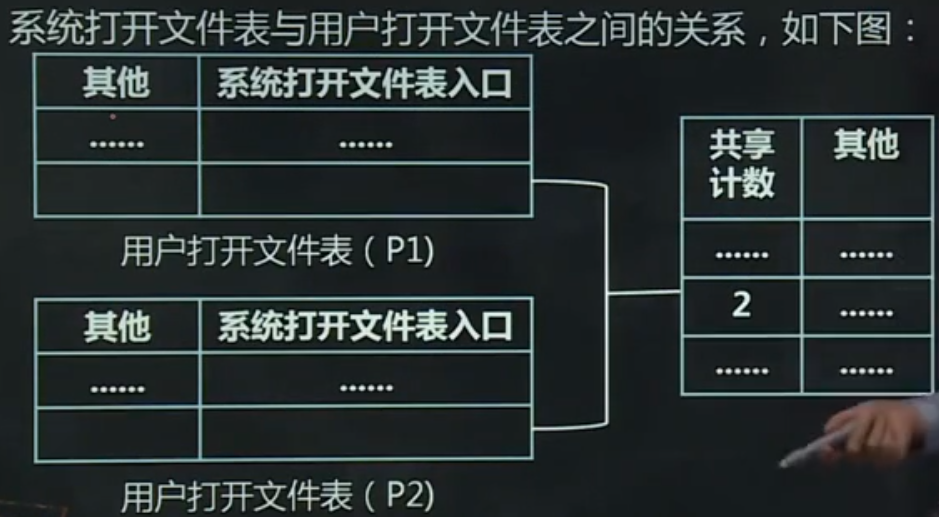 系统打开文件表与用户打开文件表之间的关系，如下图：
其他 系统打开文件表入口
...... ......
用户打开文件表（P1)
其他 系统打开文件表入口
...... ......
用户打开文件表（P2)
共享计数 其他
...... ......
2 ......
...... ......